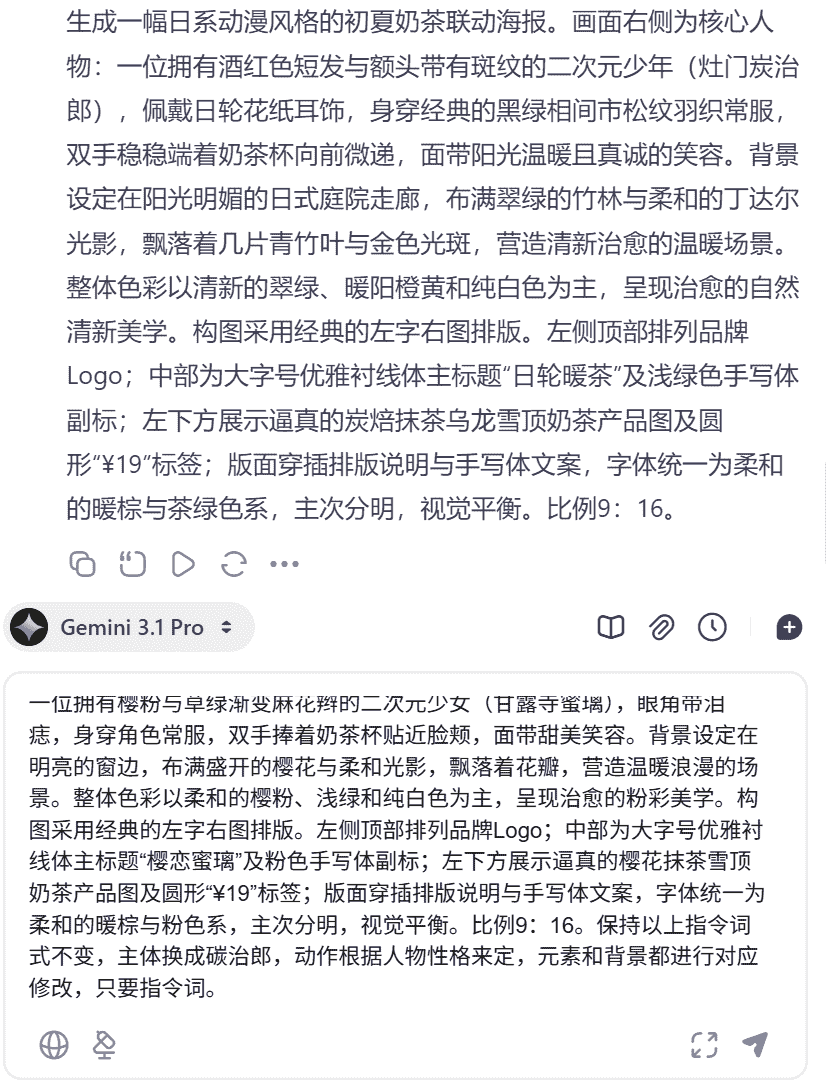 生成一幅日系动漫风格的初夏奶茶联动海报。画面右侧为核心人
物：一位拥有酒红色短发与额头带有斑纹的二次元少年（灶门炭治
郎），佩戴日轮花纸耳饰，身穿经典的黑绿相间市松纹羽织常服，
双手稳稳端着奶茶杯向前微递，面带阳光温暖且真诚的笑容。背景
设定在阳光明媚的日式庭院走廊，布满翠绿的竹林与柔和的丁达尔
光影，飘落着几片青竹叶与金色光斑，营造清新治愈的温暖场景。
整体色彩以清新的翠绿、暖阳橙黄和纯白色为主，呈现治愈的自然
清新美学。构图采用经典的左字右图排版。左侧顶部排列品牌
Logo；中部为大字号优雅衬线体主标题“日轮暖茶”及浅绿色手写体
副标；左下方展示逼真的炭焙抹茶乌龙雪顶奶茶产品图及圆
形“¥19”标签；版面穿插排版说明与手写体文案，字体统一为柔和
的暖棕与茶绿色系，主次分明，视觉平衡。比例9：16。
Gemini 3.1 Pro
一位拥有樱粉与草绿渐变麻花辫的二次元少女（甘露寺蜜璃），眼角带泪
痣，身穿角色常服，双手捧着奶茶杯贴近脸颊，面带甜美笑容。背景设定在
明亮的窗边，布满盛开的樱花与柔和光影，飘落着花瓣，营造温暖浪漫的场
景。整体色彩以柔和的樱粉、浅绿和纯白色为主，呈现治愈的粉彩美学。构
图采用经典的左字右图排版。左侧顶部排列品牌Logo；中部为大字号优雅衬
线体主标题“樱恋蜜璃”及粉色手写体副标；左下方展示逼真的樱花抹茶雪顶
奶茶产品图及圆形“¥19”标签；版面穿插排版说明与手写体文案，字体统一为
柔和的暖棕与粉色系，主次分明，视觉平衡。比例9：16。保持以上指令词
式不变，主体换成碳治郎，动作根据人物性格来定，元素和背景都进行对应
修改，只要指令词。